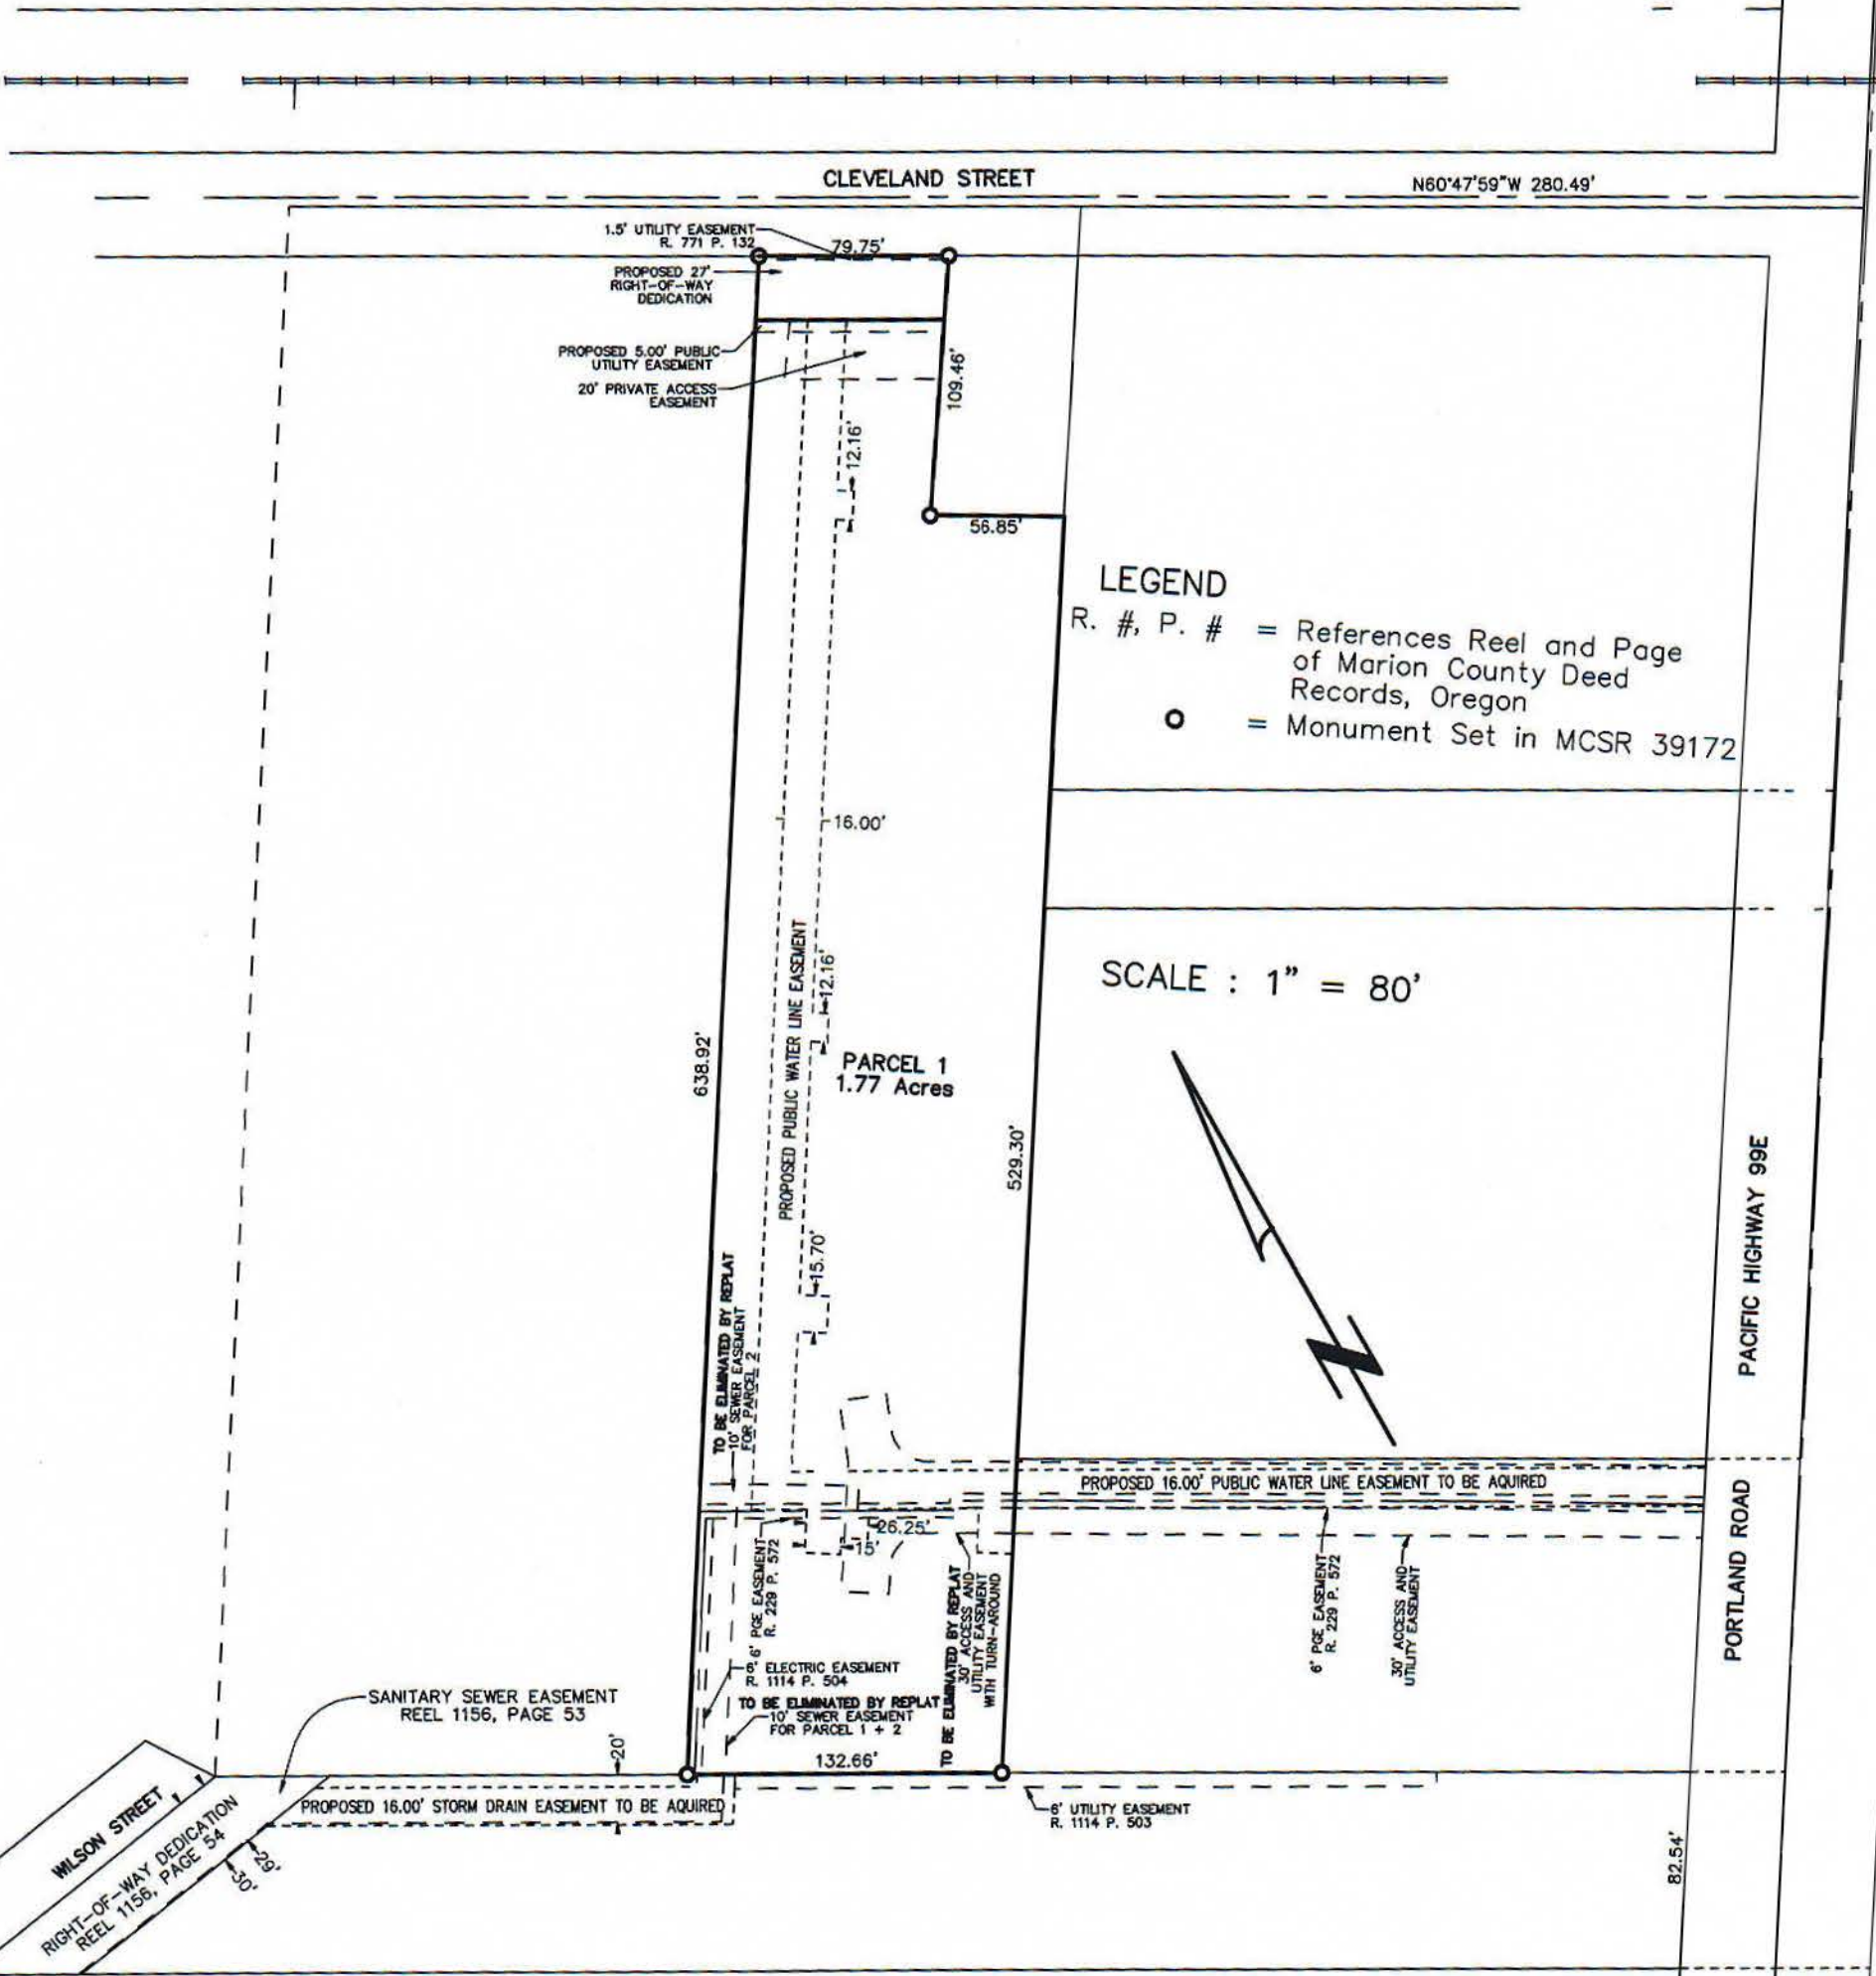 CLEVELAND STREET
N60°47'59"W 280.49'
1.5' UTILITY EASEMENT
R. 771 P. 132
79.75'
PROPOSED 27'
RIGHT-OF-WAY
DEDICATION
PROPOSED 5.00' PUBLIC
UTILITY EASEMENT
20' PRIVATE ACCESS
EASEMENT
109.46'
12.16'
56.85'
LEGEND
R. #, P. # = References Reel and Page
of Marion County Deed
Records, Oregon
= Monument Set in MCSR 39172
16.00'
PROPOSED PUBLIC WATER LINE EASEMENT
12.16'
SCALE : 1" = 80'
638.92'
PARCEL 1
1.77 Acres
529.30'
15.70'
PACIFIC HIGHWAY 99E
TO BE ELIMINATED BY REPLAT
10' SEWER EASEMENT
FOR PARCEL 2
N
PROPOSED 16.00' PUBLIC WATER LINE EASEMENT TO BE AQUIRED
26.25'
15'
6' PGE EASEMENT
R. 229 P. 572
TO BE ELIMINATED BY REPLAT
30' ACCESS AND
UTILITY EASEMENT
WITH TURN-AROUND
6' PGE EASEMENT
R. 229 P. 572
30' ACCESS AND
UTILITY EASEMENT
PORTLAND ROAD
6' ELECTRIC EASEMENT
R. 1114 P. 504
TO BE ELIMINATED BY REPLAT
10' SEWER EASEMENT
FOR PARCEL 1 + 2
SANITARY SEWER EASEMENT
REEL 1156, PAGE 53
20'
132.66'
PROPOSED 16.00' STORM DRAIN EASEMENT TO BE AQUIRED
6' UTILITY EASEMENT
R. 1114 P. 503
WILSON STREET
RIGHT-OF-WAY DEDICATION
REEL 1156, PAGE 54
29'
30'
82.54'